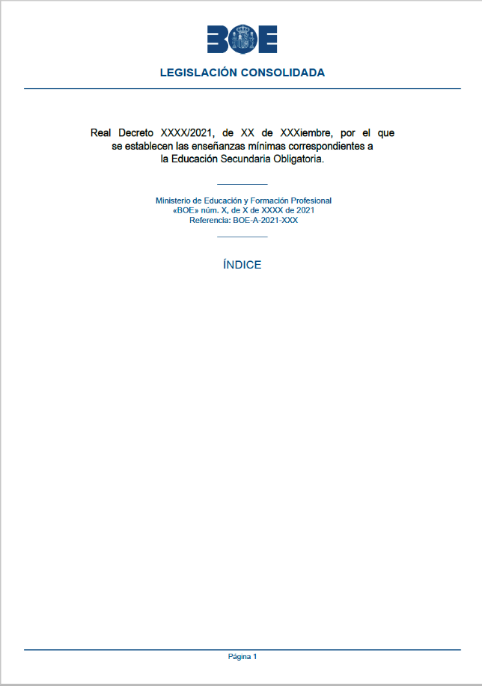 BOE
LEGISLACIÓN CONSOLIDADA
Real Decreto XXXX/2021, de XX de XXXiembre, por el que
se establecen las enseñanzas mínimas correspondientes a
la Educación Secundaria Obligatoria.
Ministerio de Educación y Formación Profesional
«BOE» núm. X, de X de XXXX de 2021
Referencia: BOE-A-2021-XXX
ÍNDICE
Página 1